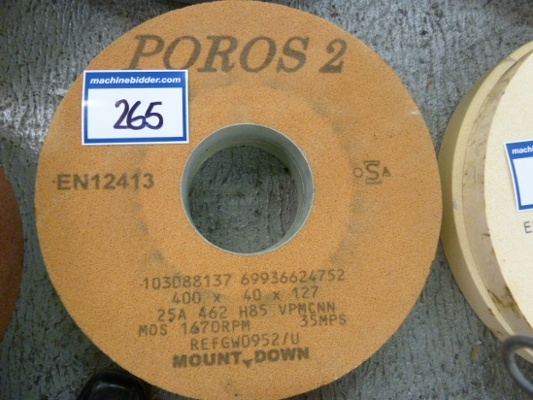 POROS 2
machinebidder.com
265
EN12413
oSA
103088137 69936624752
400 x 40 x 127
25A 462 H85 VPMCNN
MOS 1670RPM 35MPS
REFGW0952/U
MOUNT DOWN